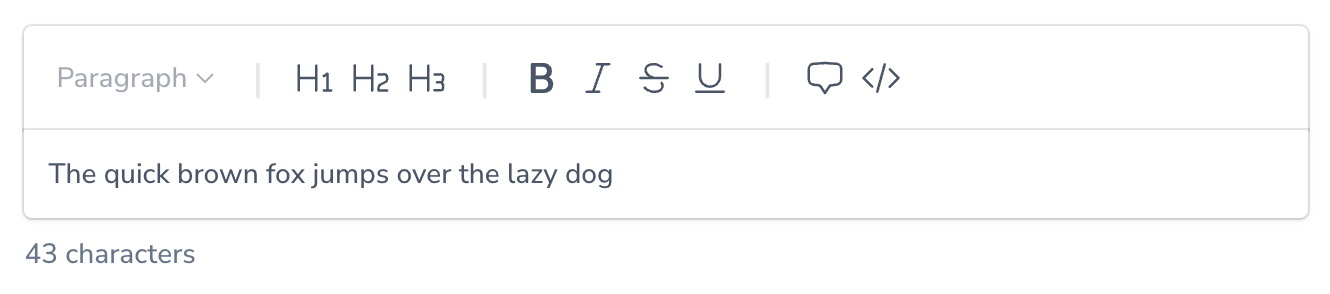 Paragraph H1 H2 H3 B I S U </>
The quick brown fox jumps over the lazy dog
43 characters